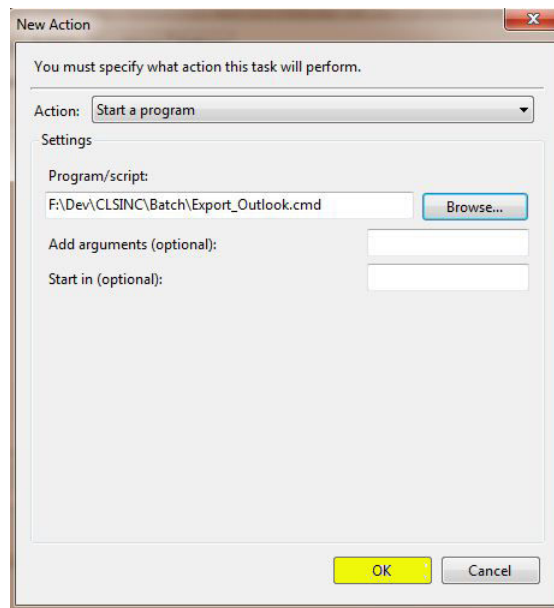 New Action
You must specify what action this task will perform.
Action: Start a program
Settings
Program/script:
F:\Dev\CLSINC\Batch\Export_Outlook.cmd Browse...
Add arguments (optional):
Start in (optional):
OK Cancel